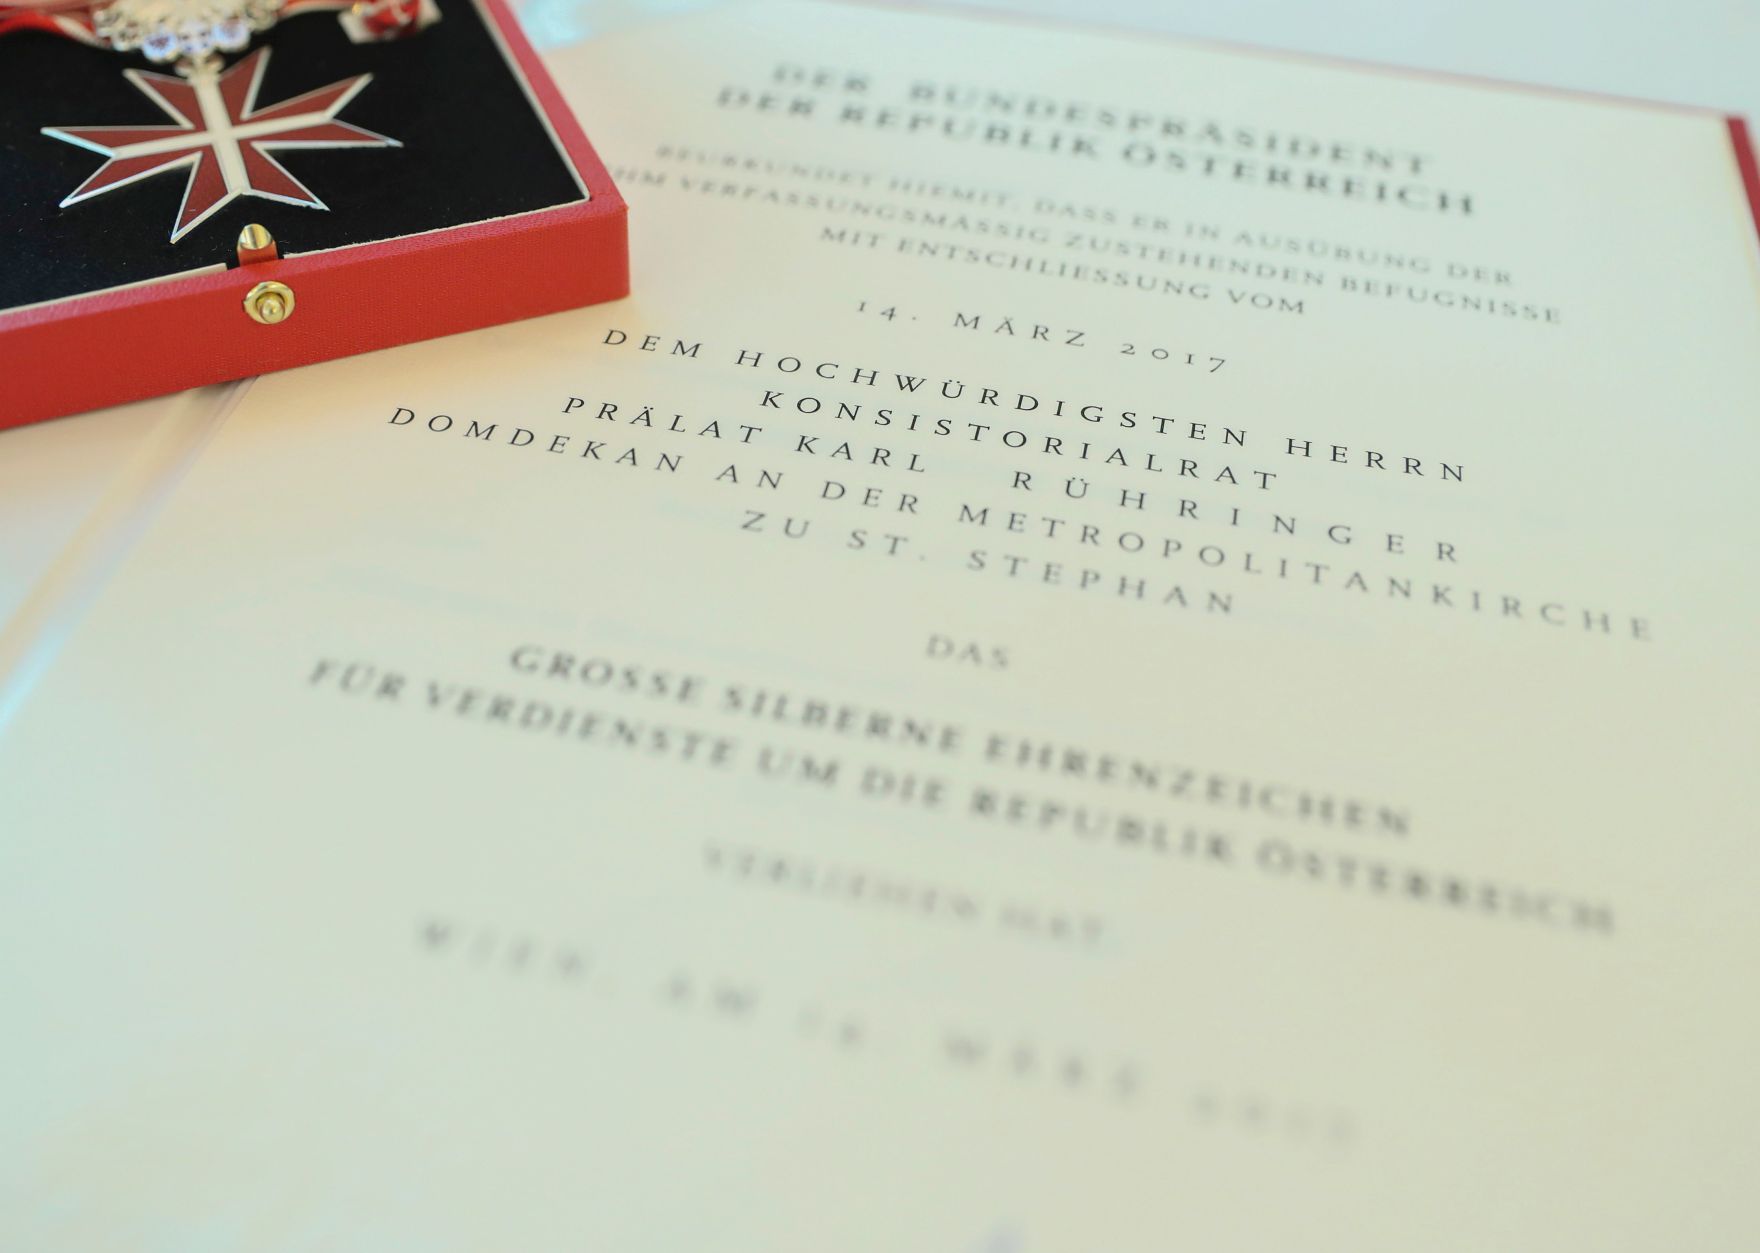 DER BUNDESPRÄSIDENT
DER REPUBLIK ÖSTERREICH
BEURKUNDET HIEMIT, DASS ER IN AUSÜBUNG DER
IHM VERFASSUNGSMÄSSIG ZUSTEHENDEN BEFUGNISSE
MIT ENTSCHLIESSUNG VOM
14. MÄRZ 2017
DEM HOCHWÜRDIGSTEN HERRN
KONSISTORIALRAT
PRÄLAT KARL RÜHRINGER
DOMDEKAN AN DER METROPOLITANKIRCHE
ZU ST. STEPHAN
DAS
GROSSE SILBERNE EHRENZEICHEN
FÜR VERDIENSTE UM DIE REPUBLIK ÖSTERREICH
VERLIEHEN HAT
WIEN, AM